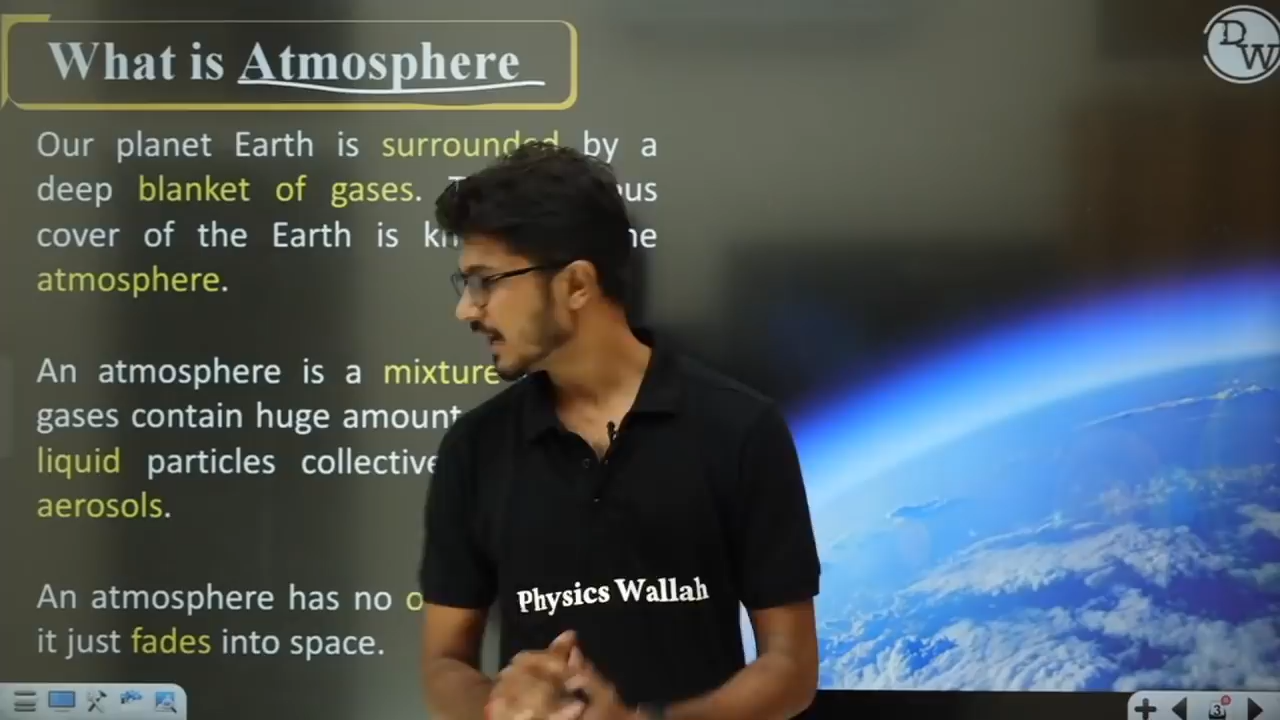 What is Atmosphere
Our planet Earth is surrounded by a
deep blanket of gases.
cover of the Earth is
atmosphere.
An atmosphere is a mixture
gases contain huge amount
liquid particles
aerosols.
An atmosphere has no
it just fades into space.
Physics Wallah
DW
3